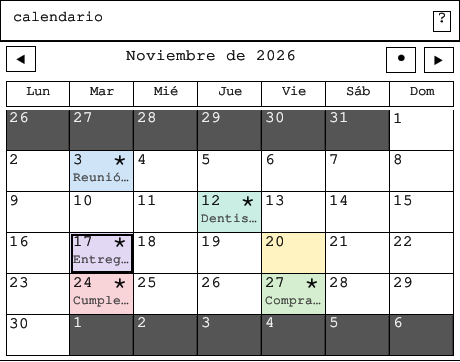 calendario
?
◀ Noviembre de 2026 • ▶
Lun Mar Mié Jue Vie Sáb Dom
26 27 28 29 30 31 1
2 3 * 4 5 6 7 8
Reunió…
9 10 11 12 * 13 14 15
Dentis…
16 17 * 18 19 20 21 22
Entreg…
23 24 * 25 26 27 * 28 29
Cumple… Compra…
30 1 2 3 4 5 6